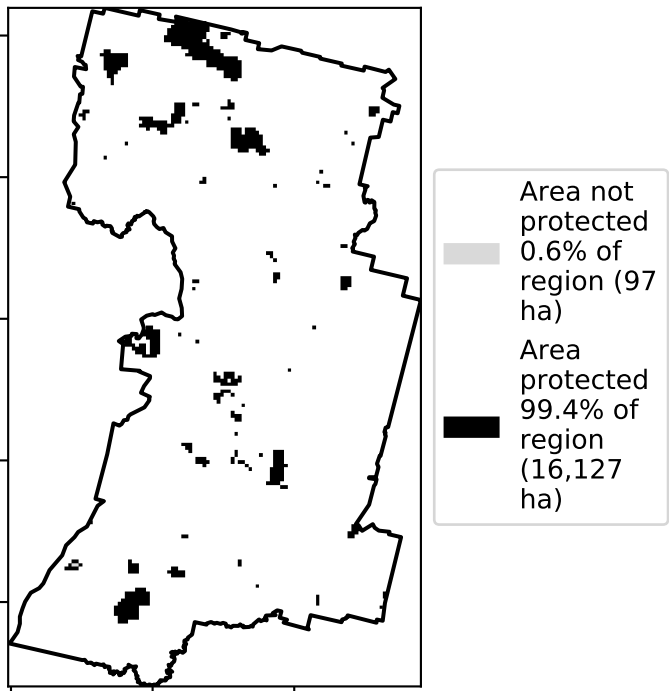 Area not
protected
0.6% of
region (97
ha)
Area
protected
99.4% of
region
(16,127
ha)